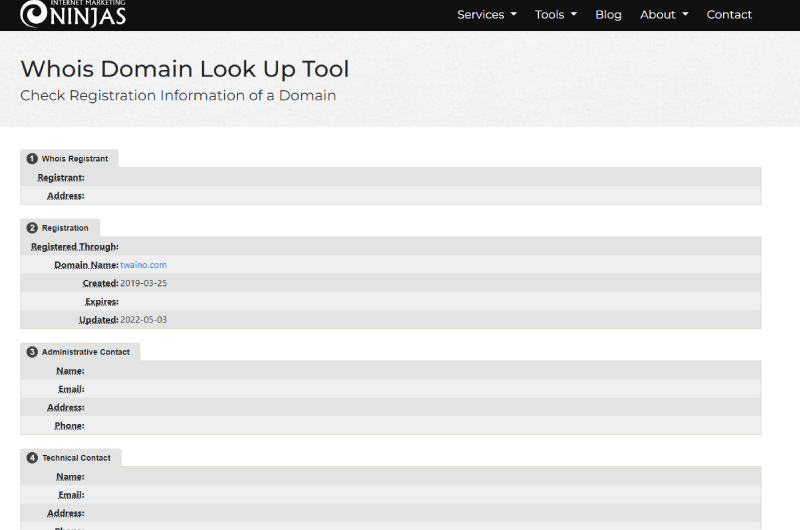 INTERNET MARKETING
NINJAS
Services Tools Blog About Contact
Whois Domain Look Up Tool
Check Registration Information of a Domain
1 Whois Registrant
Registrant:
Address:
2 Registration
Registered Through:
Domain Name: twaino.com
Created: 2019-03-25
Expires:
Updated: 2022-05-03
3 Administrative Contact
Name:
Email:
Address:
Phone:
4 Technical Contact
Name:
Email:
Address:
Phone: